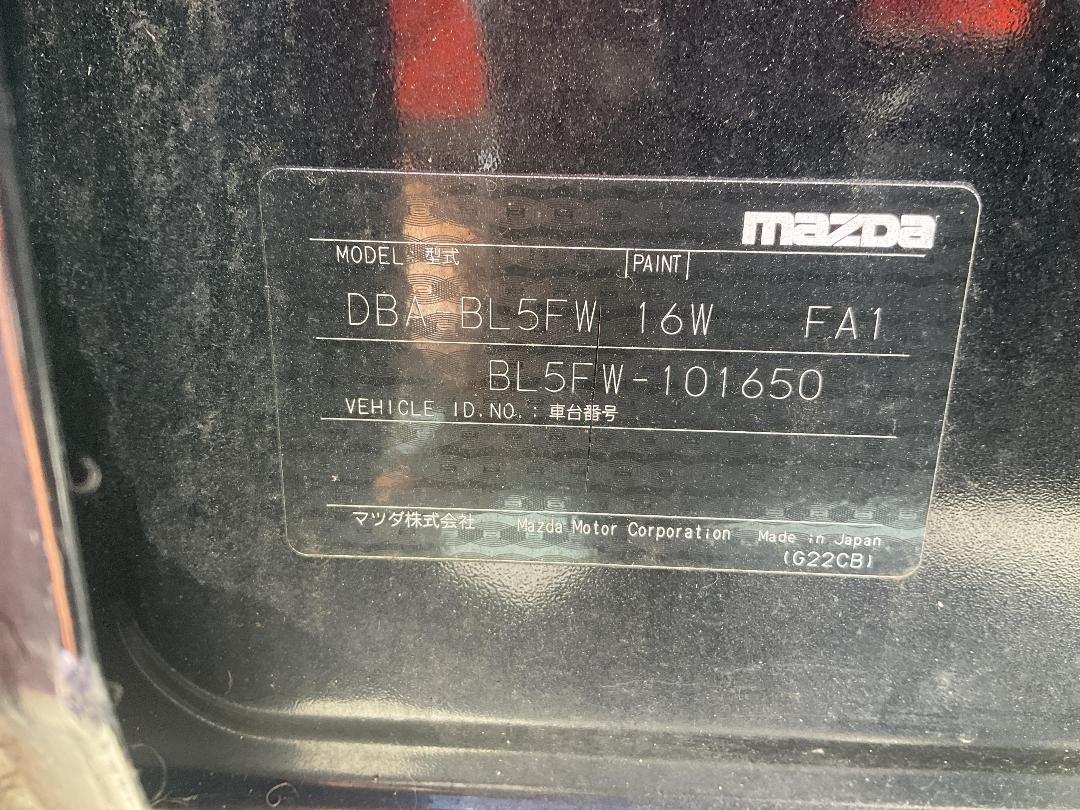 mazda
MODEL: 型式 PAINT
DBA-BL5FW 16W FA1
BL5FW-101650
VEHICLE ID.NO.: 車台番号
マツダ株式会社 Mazda Motor Corporation Made in Japan
(G22CB)